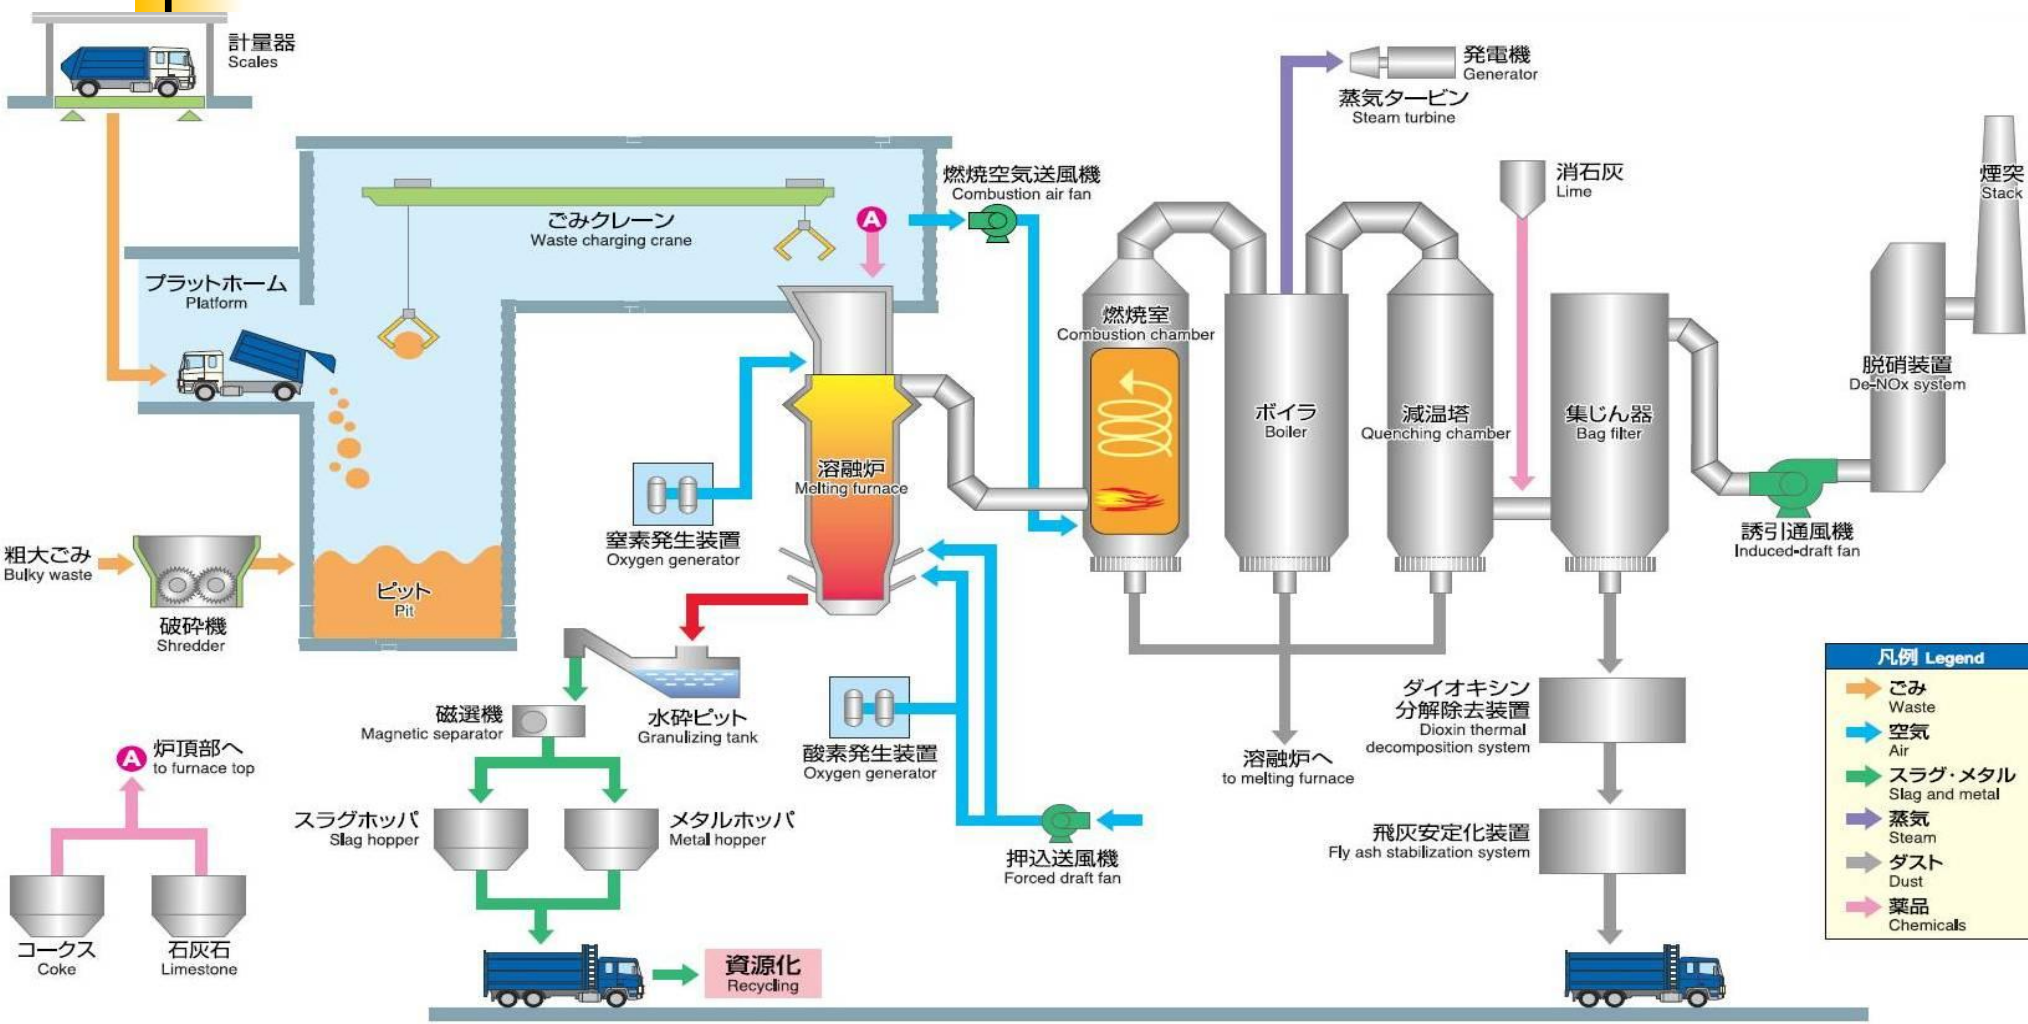 計量器
Scales
発電機
Generator
蒸気タービン
Steam turbine
煙突
Stack
燃焼空気送風機
Combustion air fan
消石灰
Lime
ごみクレーン
Waste charging crane
A
プラットホーム
Platform
燃焼室
Combustion chamber
脱硝装置
De-NOx system
ボイラ
Boiler
減温塔
Quenching chamber
集じん器
Bag filter
溶融炉
Melting furnace
窒素発生装置
Oxygen generator
誘引通風機
Induced-draft fan
粗大ごみ
Bulky waste
ピット
Pit
破砕機
Shredder
磁選機
Magnetic separator
水砕ピット
Granulizing tank
酸素発生装置
Oxygen generator
溶融炉へ
to melting furnace
ダイオキシン
分解除去装置
Dioxin thermal
decomposition system
A
炉頂部へ
to furnace top
スラグホッパ
Slag hopper
メタルホッパ
Metal hopper
押込送風機
Forced draft fan
飛灰安定化装置
Fly ash stabilization system
コークス
Coke
石灰石
Limestone
資源化
Recycling
凡例 Legend
ごみ
Waste
空気
Air
スラグ・メタル
Slag and metal
蒸気
Steam
ダスト
Dust
薬品
Chemicals